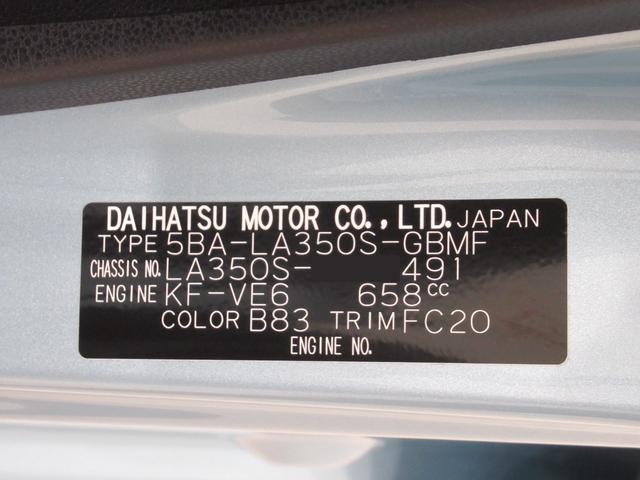 DAIHATSU MOTOR CO., LTD. JAPAN
TYPE 5BA-LA350S-GBMF
CHASSIS NO. LA350S- 491
ENGINE KF-VE6 658cc
COLOR B83 TRIM FC20
ENGINE NO.